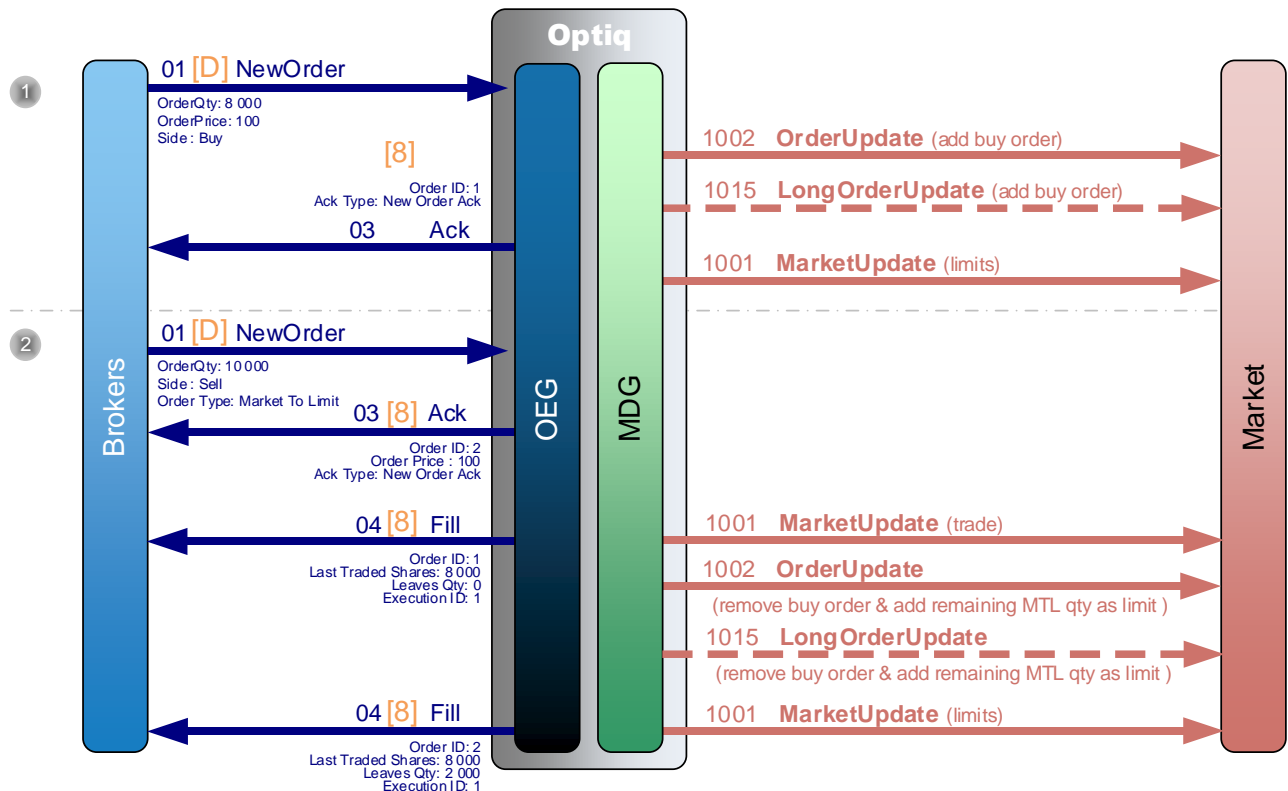 Optiq
1
01 [D] NewOrder
OrderQty: 8 000
OrderPrice: 100
Side : Buy
[8]
Order ID: 1
Ack Type: New Order Ack
03 Ack
1002 OrderUpdate (add buy order)
1015 LongOrderUpdate (add buy order)
1001 MarketUpdate (limits)
2
01 [D] NewOrder
OrderQty: 10 000
Side : Sell
Order Type: Market To Limit
03 [8] Ack
Order ID: 2
Order Price : 100
Ack Type: New Order Ack
Brokers
OEG
MDG
Market
04 [8] Fill
Order ID: 1
Last Traded Shares: 8 000
Leaves Qty: 0
Execution ID: 1
1001 MarketUpdate (trade)
1002 OrderUpdate
(remove buy order & add remaining MTL qty as limit )
1015 LongOrderUpdate
(remove buy order & add remaining MTL qty as limit )
04 [8] Fill
Order ID: 2
Last Traded Shares: 8 000
Leaves Qty: 2 000
Execution ID: 1
1001 MarketUpdate (limits)